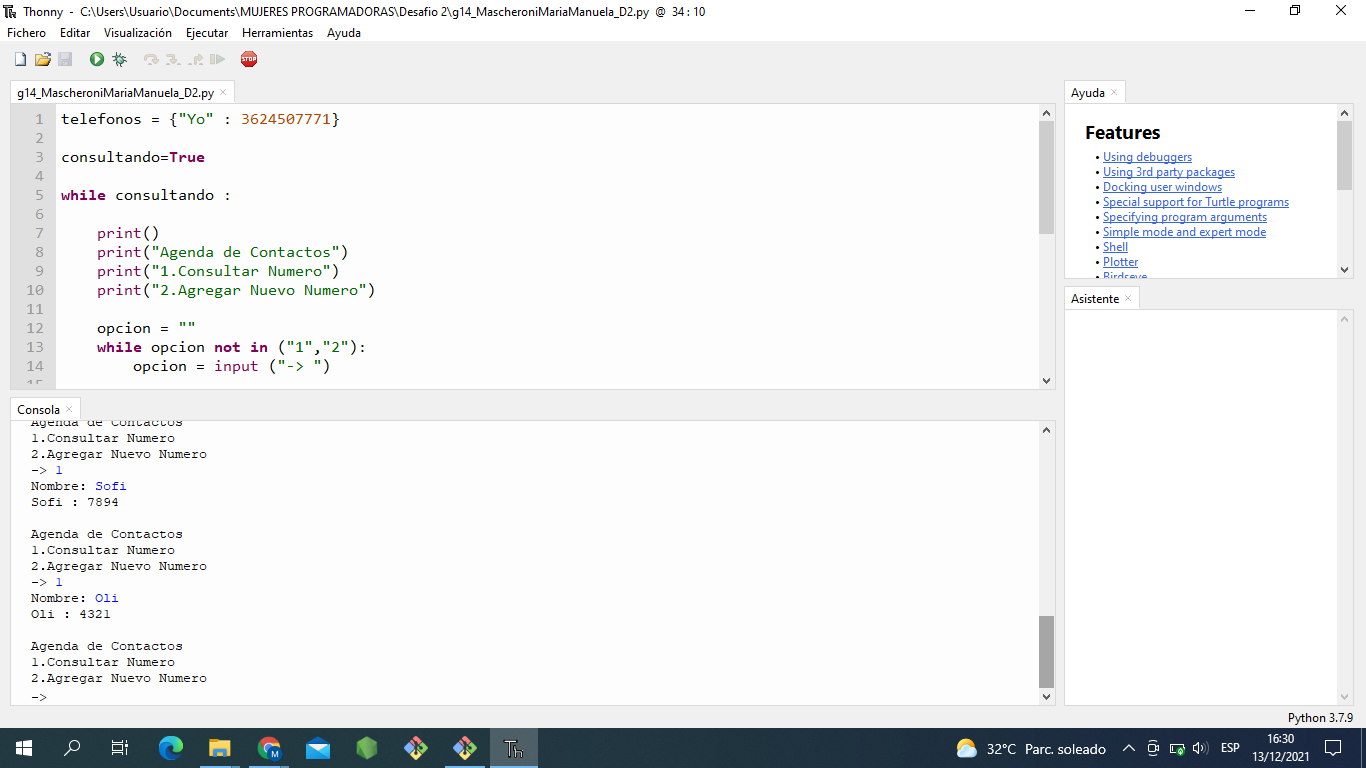 Thonny - C:\Users\Usuario\Documents\MUJERES PROGRAMADORAS\Desafio 2\g14_MascheroniMariaManuela_D2.py @ 34 : 10
Fichero Editar Visualización Ejecutar Herramientas Ayuda
STOP
g14_MascheroniMariaManuela_D2.py
1 telefonos = {"Yo" : 3624507771}
2
3 consultando=True
4
5 while consultando :
6
7 print()
8 print("Agenda de Contactos")
9 print("1.Consultar Numero")
10 print("2.Agregar Nuevo Numero")
11
12 opcion = ""
13 while opcion not in ("1","2"):
14 opcion = input ("-> ")
15
Consola
Agenda de Contactos
1.Consultar Numero
2.Agregar Nuevo Numero
-> 1
Nombre: Sofi
Sofi : 7894
Agenda de Contactos
1.Consultar Numero
2.Agregar Nuevo Numero
-> 1
Nombre: Oli
Oli : 4321
Agenda de Contactos
1.Consultar Numero
2.Agregar Nuevo Numero
->
Ayuda
Features
• Using debuggers
• Using 3rd party packages
• Docking user windows
• Special support for Turtle programs
• Specifying program arguments
• Simple mode and expert mode
• Shell
• Plotter
• Birdseye
Asistente
Python 3.7.9
M
Th
32°C Parc. soleado
ESP
16:30
13/12/2021